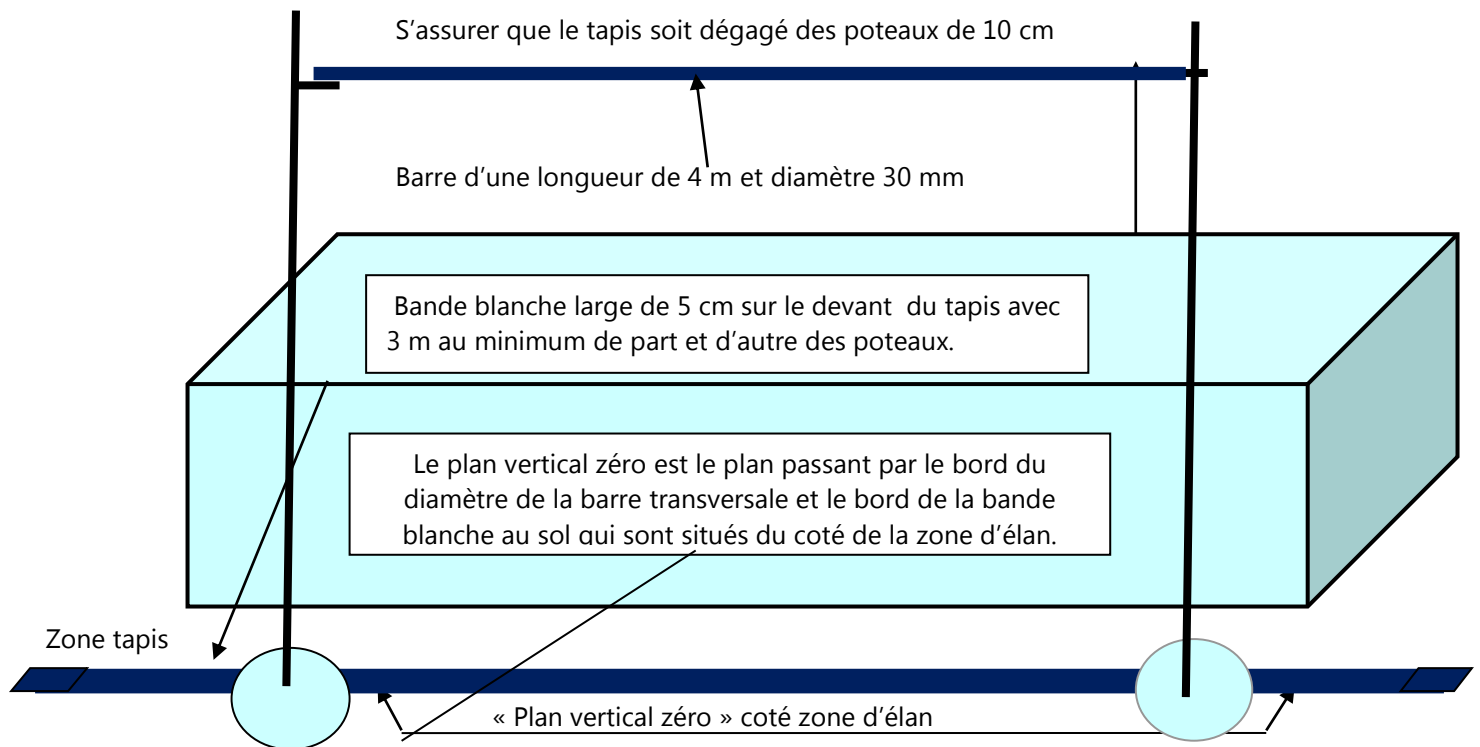 S’assurer que le tapis soit dégagé des poteaux de 10 cm
Barre d’une longueur de 4 m et diamètre 30 mm
Bande blanche large de 5 cm sur le devant du tapis avec
3 m au minimum de part et d’autre des poteaux.
Le plan vertical zéro est le plan passant par le bord du
diamètre de la barre transversale et le bord de la bande
blanche au sol qui sont situés du coté de la zone d’élan.
Zone tapis
« Plan vertical zéro » coté zone d’élan